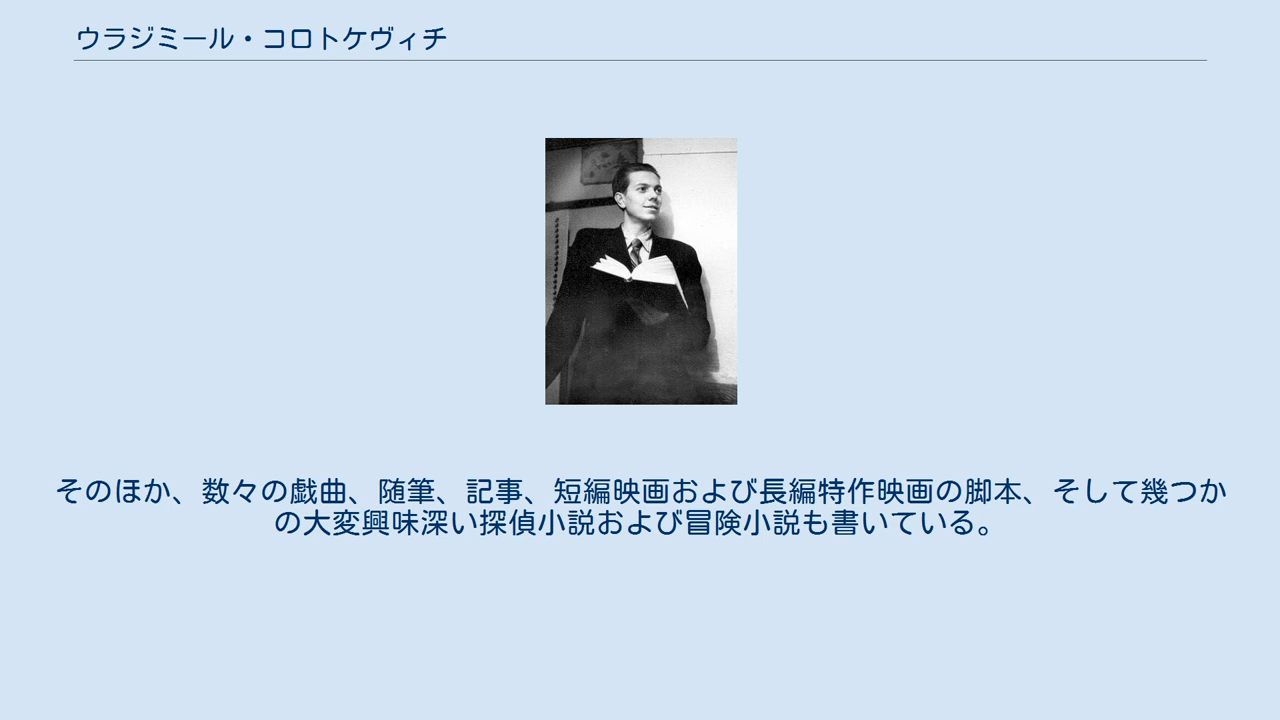 ウラジミール・コロトケヴィチ
そのほか、数々の戯曲、随筆、記事、短編映画および長編特作映画の脚本、そして幾つか
の大変興味深い探偵小説および冒険小説も書いている。